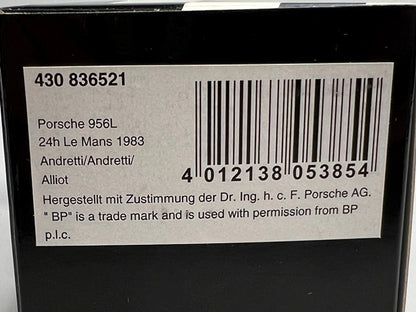 430 836521
Porsche 956L
24h Le Mans 1983
Andretti/Andretti/
Alliot
4 012138 053854
Hergestellt mit Zustimmung der Dr. Ing. h. c. F. Porsche AG.
" BP" is a trade mark and is used with permission from BP
p.l.c.